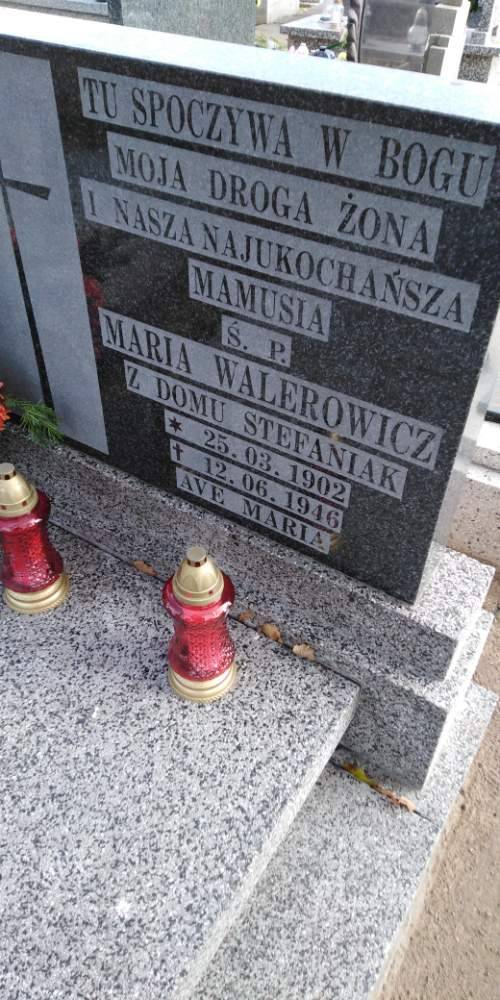 TU SPOCZYWA W BOGU
MOJA DROGA ŻONA
I NASZA NAJUKOCHAŃSZA
MAMUSIA
Ś. P.
MARIA WALEROWICZ
Z DOMU STEFANIAK
* 25. 03. 1902
† 12. 06. 1946
AVE MARIA